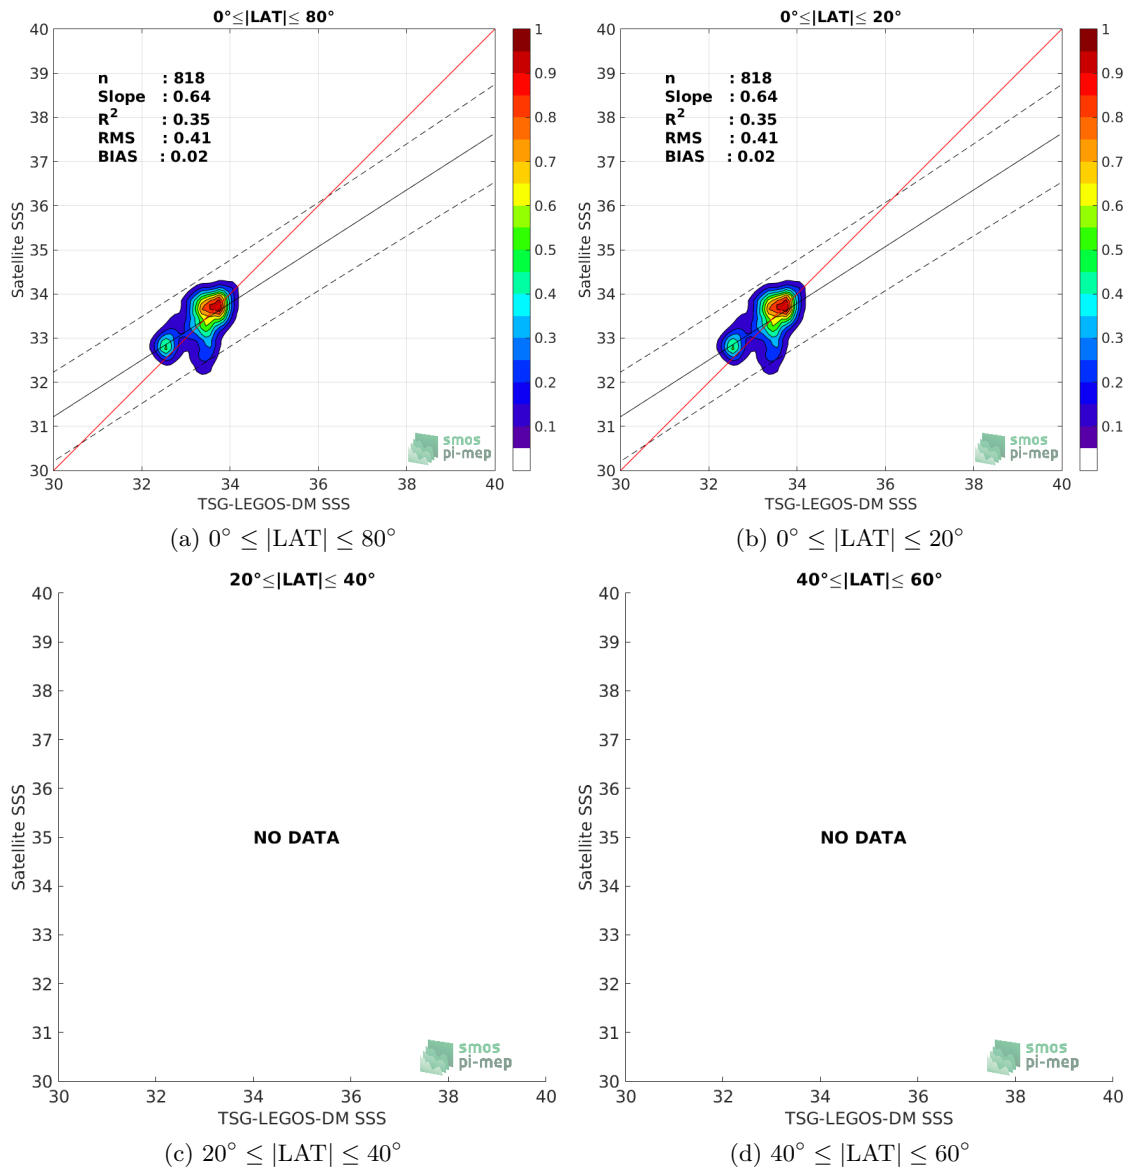 0°≤|LAT|≤ 80°
40
39
38
37
36
35
34
33
32
31
30
Satellite SSS
n : 818
Slope : 0.64
R2 : 0.35
RMS : 0.41
BIAS : 0.02
smos
pi-mep
30 32 34 36 38 40
TSG-LEGOS-DM SSS
1
0.9
0.8
0.7
0.6
0.5
0.4
0.3
0.2
0.1
(a) 0° ≤ |LAT| ≤ 80°
0°≤|LAT|≤ 20°
40
39
38
37
36
35
34
33
32
31
30
Satellite SSS
n : 818
Slope : 0.64
R2 : 0.35
RMS : 0.41
BIAS : 0.02
smos
pi-mep
30 32 34 36 38 40
TSG-LEGOS-DM SSS
1
0.9
0.8
0.7
0.6
0.5
0.4
0.3
0.2
0.1
(b) 0° ≤ |LAT| ≤ 20°
20°≤|LAT|≤ 40°
40
39
38
37
36
35
34
33
32
31
30
Satellite SSS
NO DATA
smos
pi-mep
30 32 34 36 38 40
TSG-LEGOS-DM SSS
(c) 20° ≤ |LAT| ≤ 40°
40°≤|LAT|≤ 60°
40
39
38
37
36
35
34
33
32
31
30
Satellite SSS
NO DATA
smos
pi-mep
30 32 34 36 38 40
TSG-LEGOS-DM SSS
(d) 40° ≤ |LAT| ≤ 60°